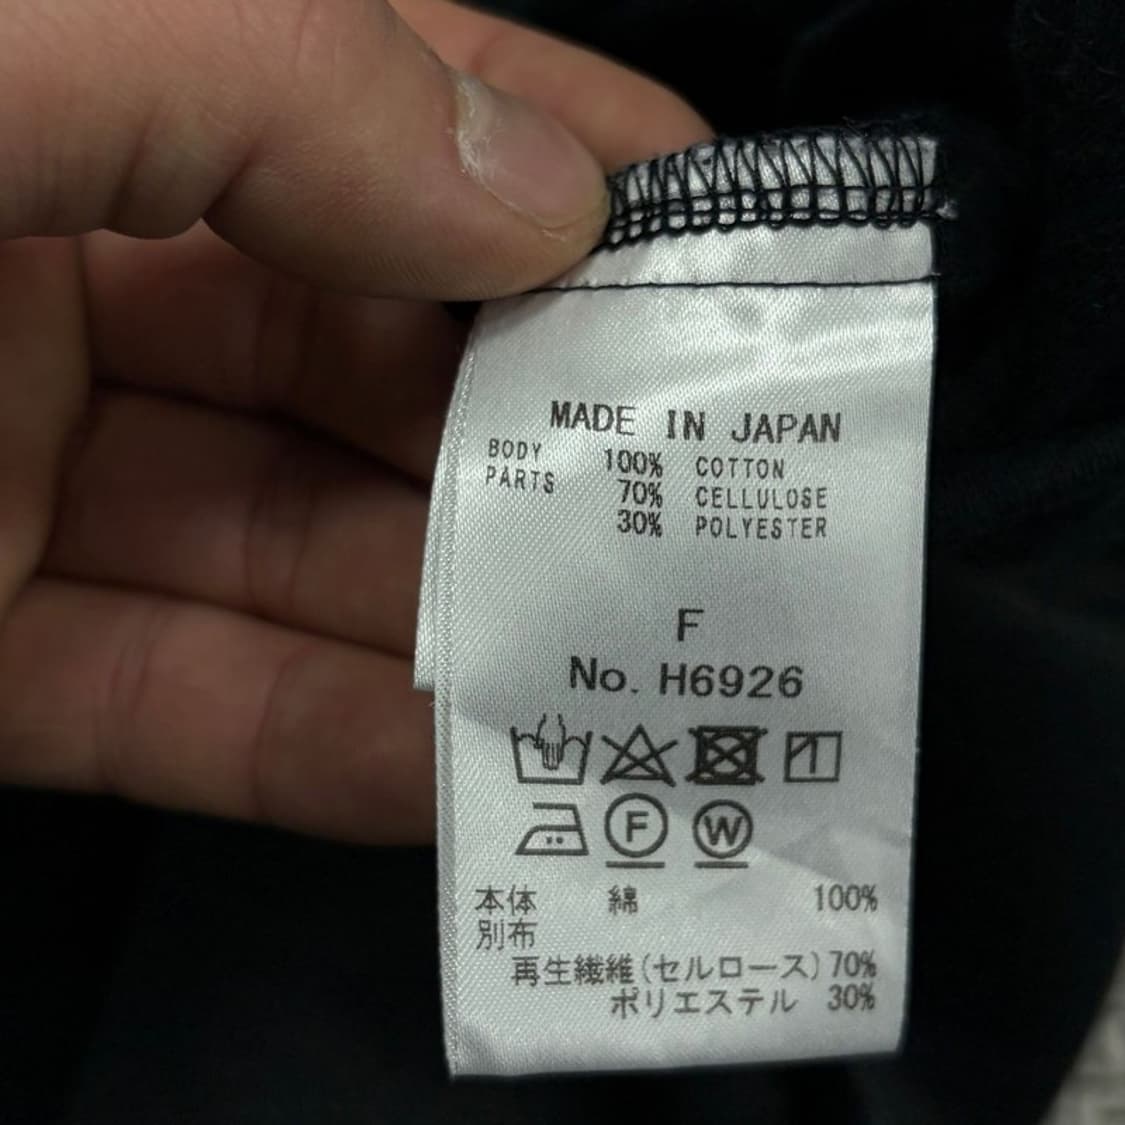 MADE IN JAPAN
BODY 100% COTTON
PARTS 70% CELLULOSE
30% POLYESTER
F
No. H6926
F W
本体 綿 100%
別布
再生繊維(セルロース) 70%
ポリエステル 30%